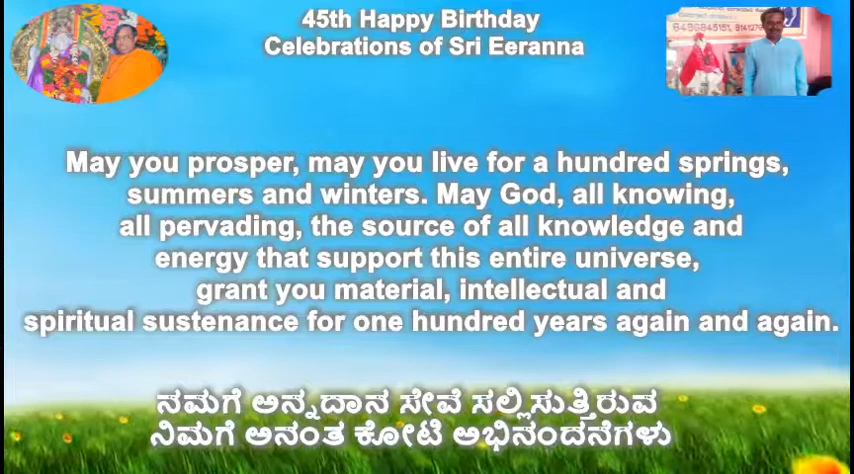 45th Happy Birthday
Celebrations of Sri Eeranna
May you prosper, may you live for a hundred springs,
summers and winters. May God, all knowing,
all pervading, the source of all knowledge and
energy that support this entire universe,
grant you material, intellectual and
spiritual sustenance for one hundred years again and again.
ನಮಗೆ ಅನ್ನದಾನ ಸೇವೆ ಸಲ್ಲಿಸುತ್ತಿರುವ
ನಿಮಗೆ ಅನಂತ ಕೋಟಿ ಅಭಿನಂದನೆಗಳು